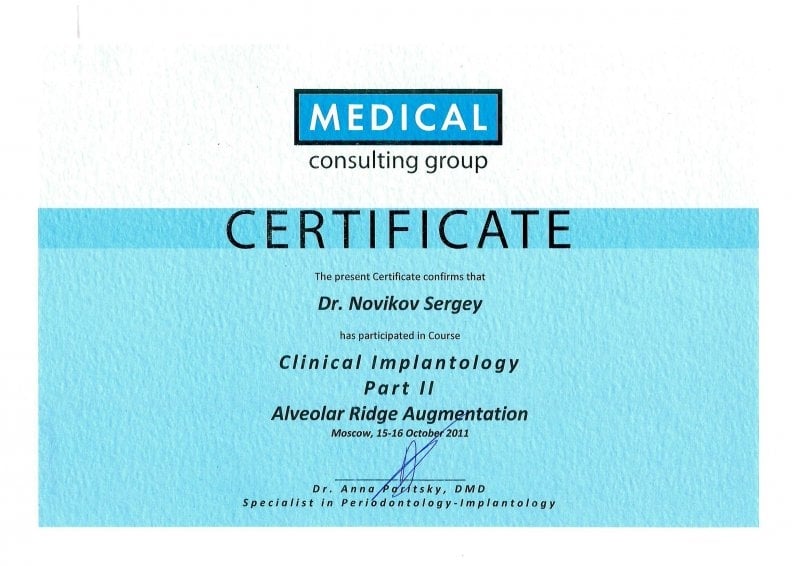 MEDICAL
consulting group
CERTIFICATE
The present Certificate confirms that
Dr. Novikov Sergey
has participated in Course
Clinical Implantology
Part II
Alveolar Ridge Augmentation
Moscow, 15-16 October 2011
Dr. Anna Paritsky, DMD
Specialist in Periodontology-Implantology